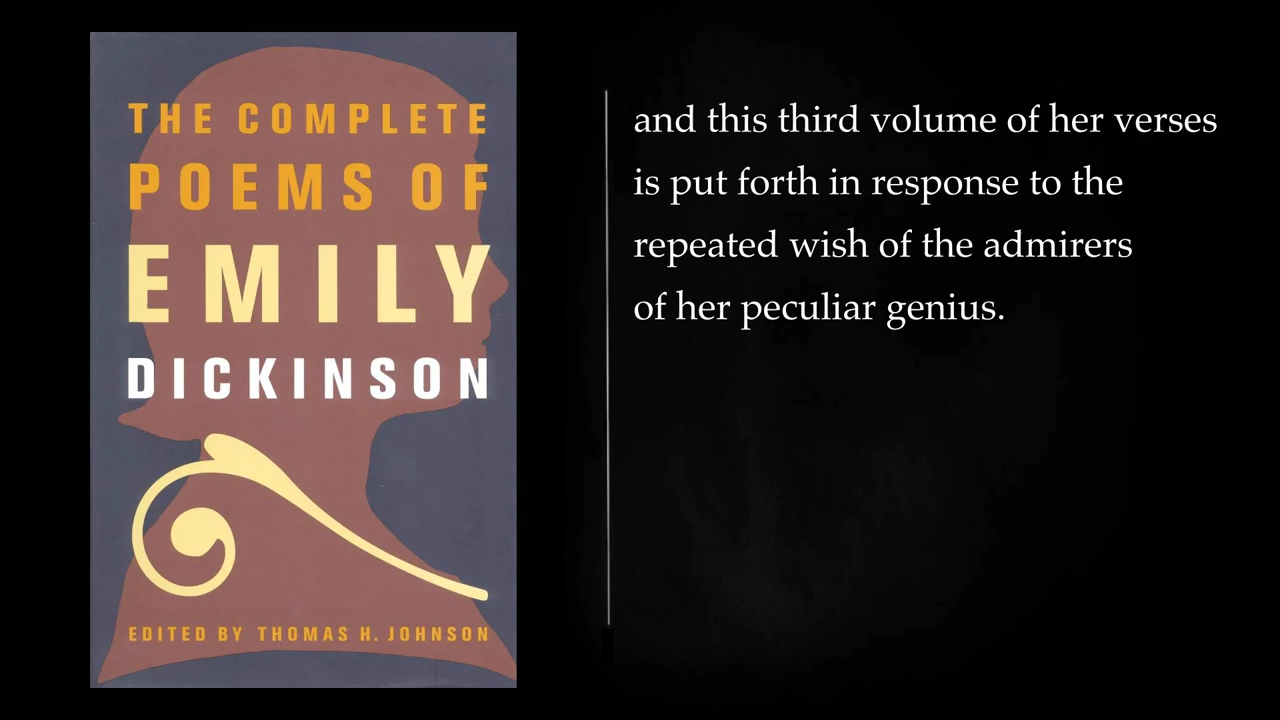 THE COMPLETE
POEMS OF
EMILY
DICKINSON
EDITED BY THOMAS H. JOHNSON
and this third volume of her verses
is put forth in response to the
repeated wish of the admirers
of her peculiar genius.